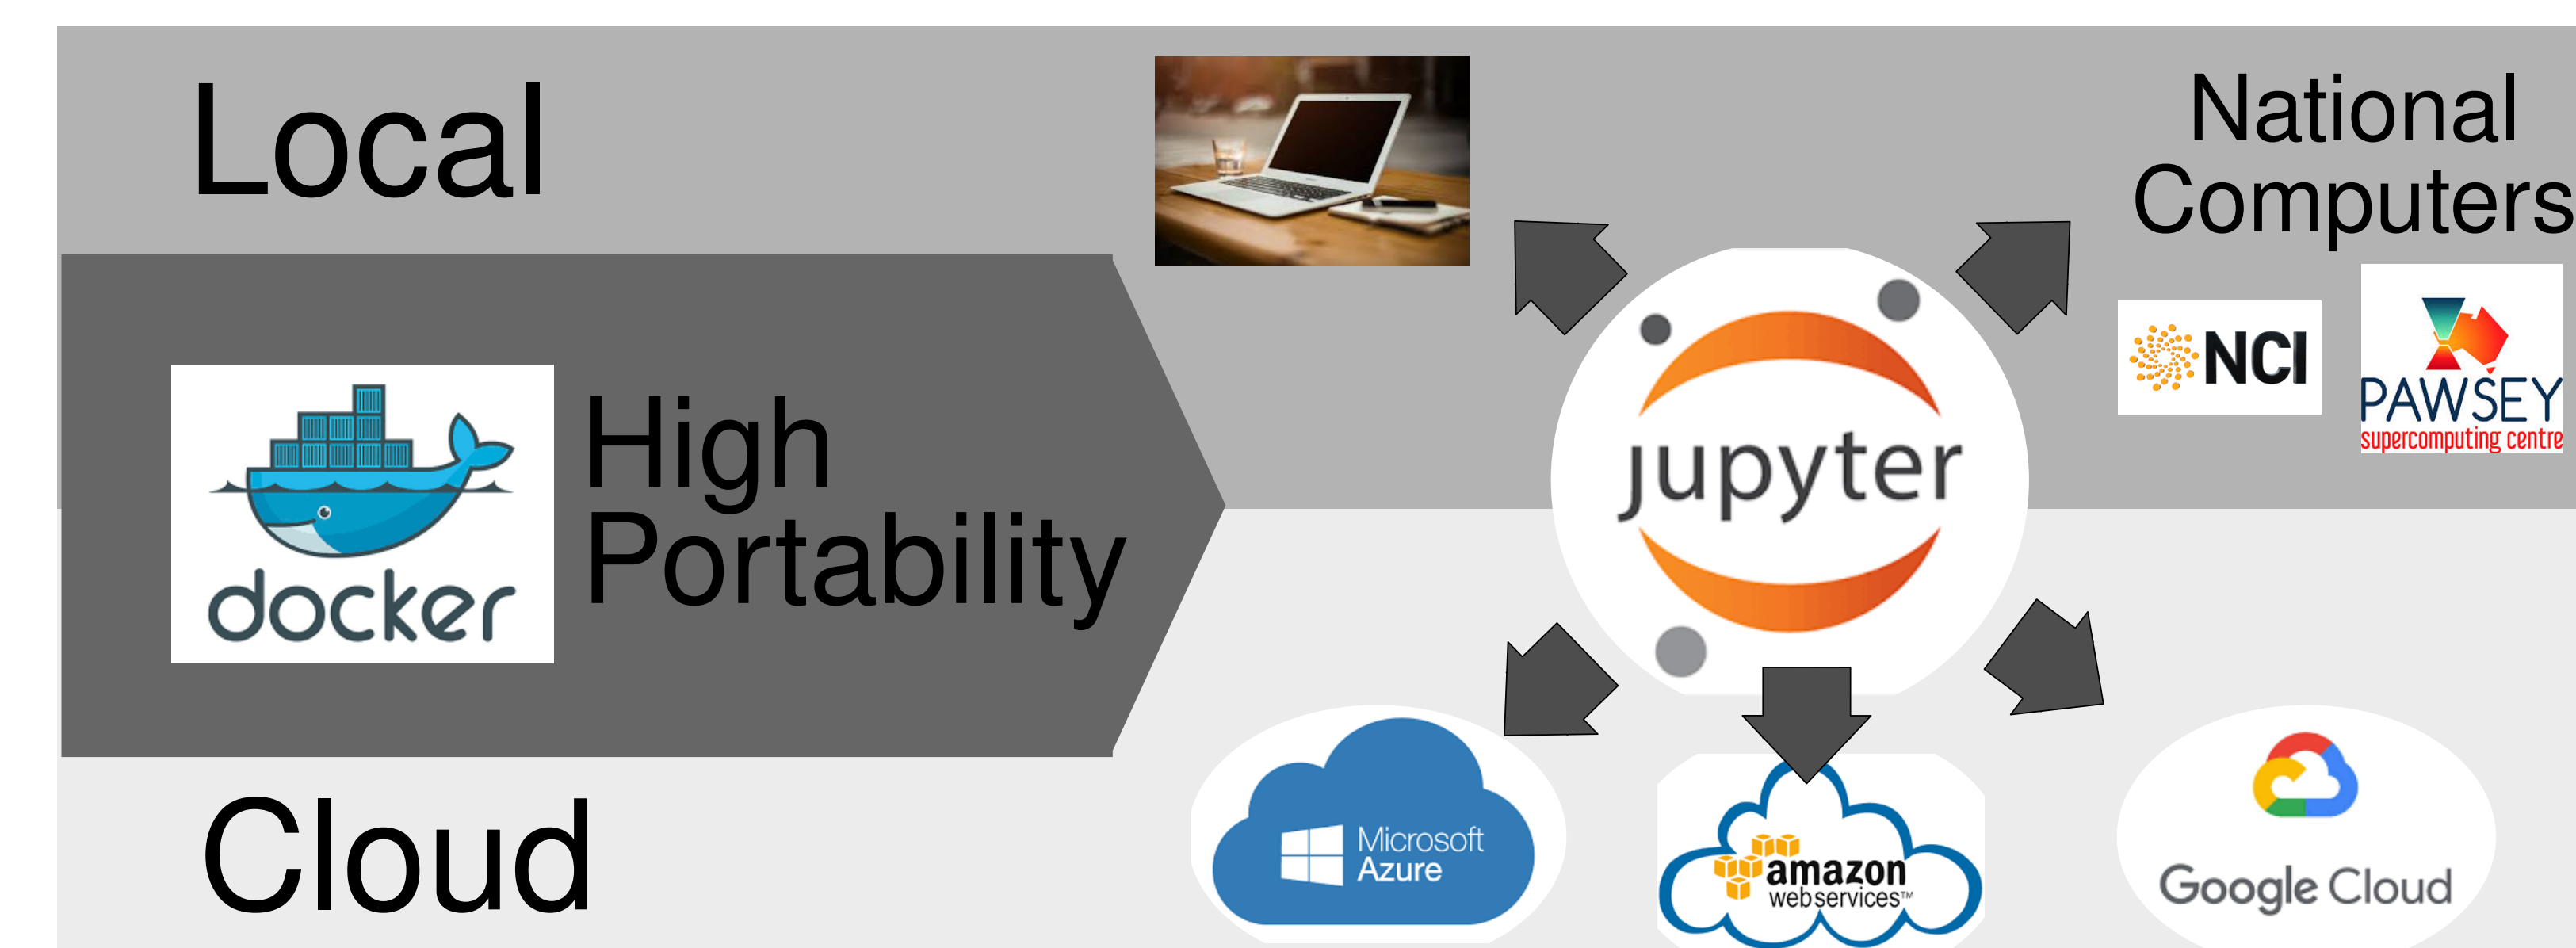 Local
National
Computers
NCI
PAWSEY
supercomputing centre
docker
High
Portability
jupyter
Cloud
Microsoft
Azure
amazon
webservices™
Google Cloud